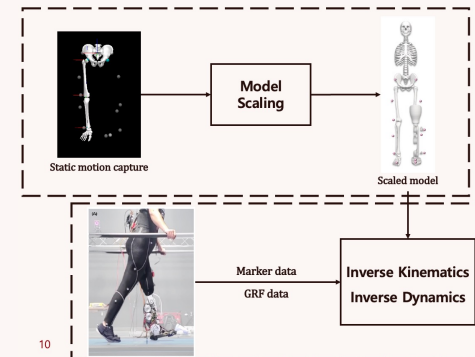 Model
Scaling
Static motion capture
Scaled model
(A)
Marker data
GRF data
Inverse Kinematics
Inverse Dynamics
10